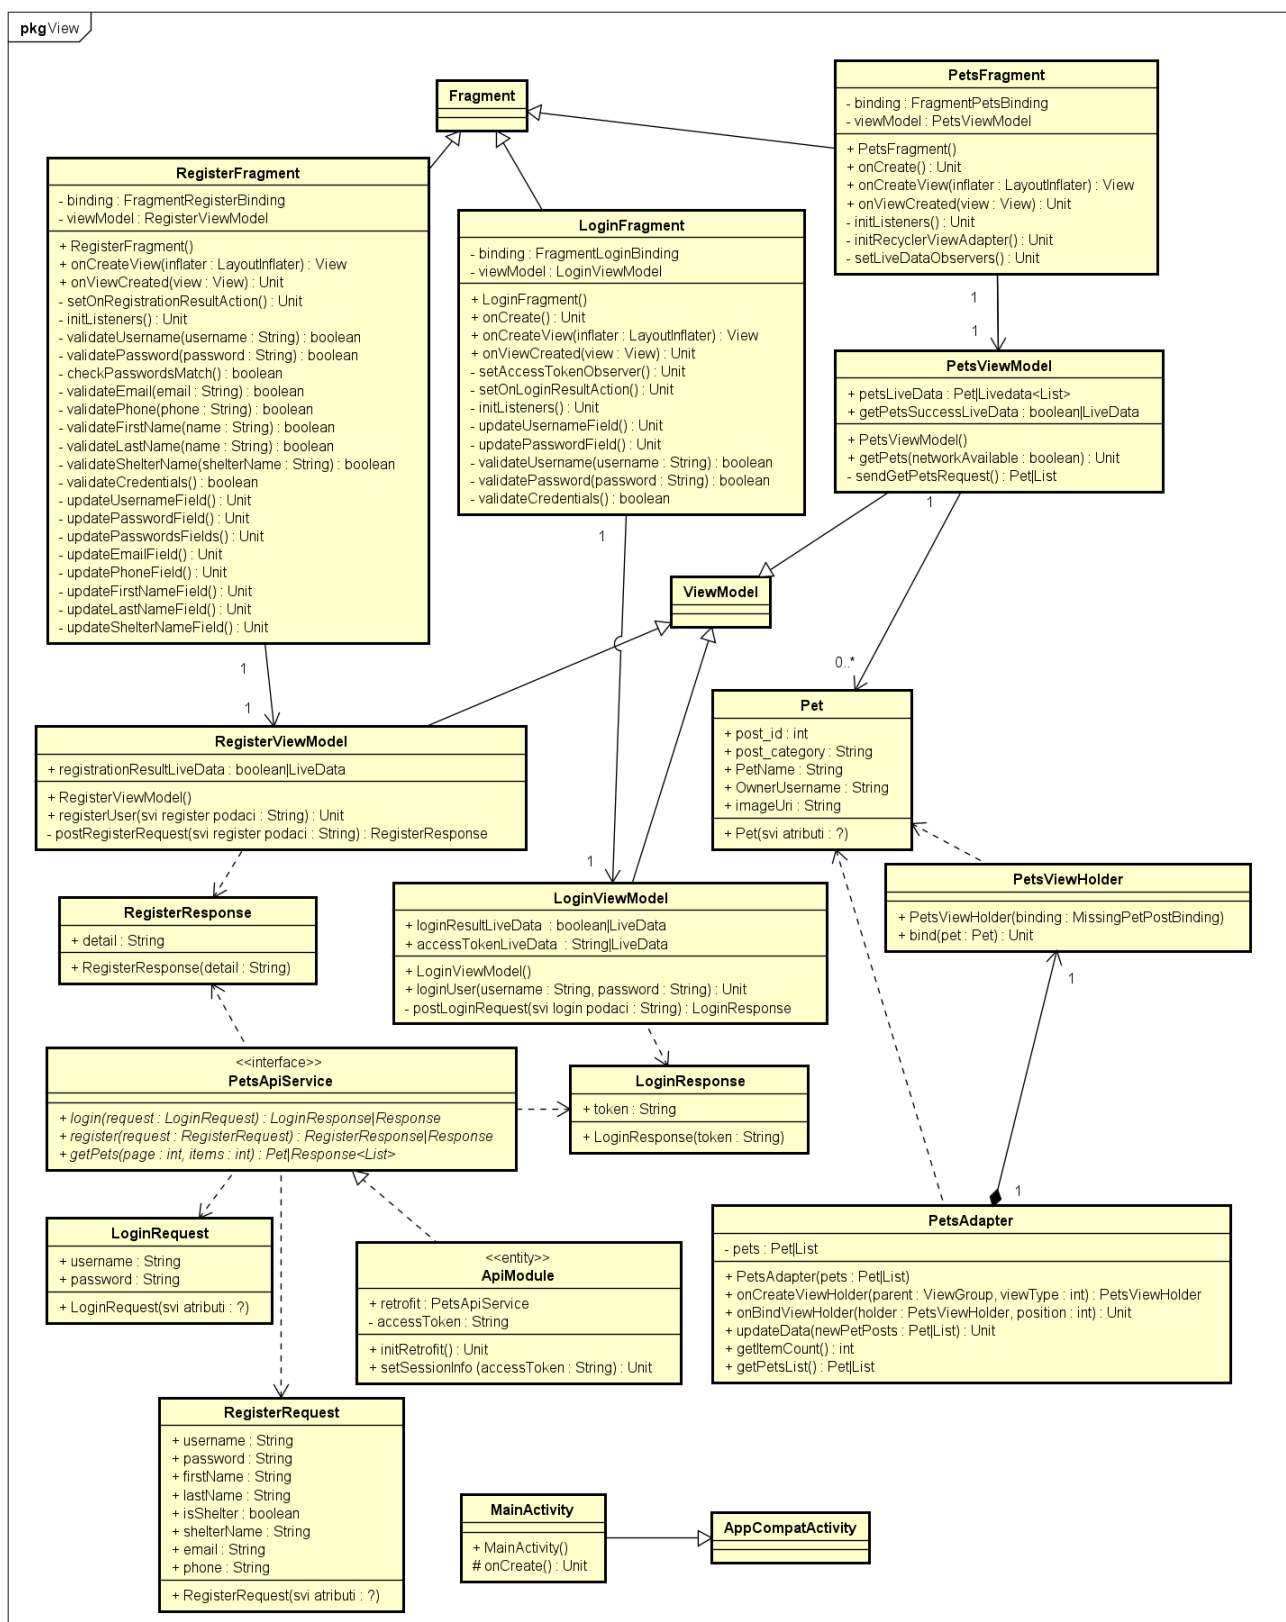 pkg View
Fragment
PetsFragment
- binding : FragmentPetsBinding
- viewModel : PetsViewModel
+ PetsFragment()
+ onCreate() : Unit
+ onCreateView(inflater : LayoutInflater) : View
+ onViewCreated(view : View) : Unit
- initListeners() : Unit
- initRecyclerViewAdapter() : Unit
- setLiveDataObservers() : Unit
RegisterFragment
- binding : FragmentRegisterBinding
- viewModel : RegisterViewModel
+ RegisterFragment()
+ onCreateView(inflater : LayoutInflater) : View
+ onViewCreated(view : View) : Unit
- setOnRegistrationResultAction() : Unit
- initListeners() : Unit
- validateUsername(username : String) : boolean
- validatePassword(password : String) : boolean
- checkPasswordsMatch() : boolean
- validateEmail(email : String) : boolean
- validatePhone(phone : String) : boolean
- validateFirstName(name : String) : boolean
- validateLastName(name : String) : boolean
- validateShelterName(shelterName : String) : boolean
- validateCredentials() : boolean
- updateUsernameField() : Unit
- updatePasswordField() : Unit
- updatePasswordsFields() : Unit
- updateEmailField() : Unit
- updatePhoneField() : Unit
- updateFirstNameField() : Unit
- updateLastNameField() : Unit
- updateShelterNameField() : Unit
LoginFragment
- binding : FragmentLoginBinding
- viewModel : LoginViewModel
+ LoginFragment()
+ onCreate() : Unit
+ onCreateView(inflater : LayoutInflater) : View
+ onViewCreated(view : View) : Unit
- setAccessTokenObserver() : Unit
- setOnLoginResultAction() : Unit
- initListeners() : Unit
- updateUsernameField() : Unit
- updatePasswordField() : Unit
- validateUsername(username : String) : boolean
- validatePassword(password : String) : boolean
- validateCredentials() : boolean
1
1
PetsViewModel
+ petsLiveData : Pet|Livedata<List>
+ getPetsSuccessLiveData : boolean|LiveData
+ PetsViewModel()
+ getPets(networkAvailable : boolean) : Unit
- sendGetPetsRequest() : Pet|List
1
1
ViewModel
0..*
1
1
Pet
+ post_id : int
+ post_category : String
+ PetName : String
+ OwnerUsername : String
+ imageUri : String
+ Pet(svi atributi : ?)
RegisterViewModel
+ registrationResultLiveData : boolean|LiveData
+ RegisterViewModel()
+ registerUser(svi register podaci : String) : Unit
- postRegisterRequest(svi register podaci : String) : RegisterResponse
1
PetsViewHolder
+ PetsViewHolder(binding : MissingPetPostBinding)
+ bind(pet : Pet) : Unit
1
LoginViewModel
+ loginResultLiveData : boolean|LiveData
+ accessTokenLiveData : String|LiveData
+ LoginViewModel()
+ loginUser(username : String, password : String) : Unit
- postLoginRequest(svi login podaci : String) : LoginResponse
RegisterResponse
+ detail : String
+ RegisterResponse(detail : String)
<<interface>>
PetsApiService
+ login(request : LoginRequest) : LoginResponse|Response
+ register(request : RegisterRequest) : RegisterResponse|Response
+ getPets(page : int, items : int) : Pet|Response<List>
LoginResponse
+ token : String
+ LoginResponse(token : String)
1
PetsAdapter
- pets : Pet|List
+ PetsAdapter(pets : Pet|List)
+ onCreateViewHolder(parent : ViewGroup, viewType : int) : PetsViewHolder
+ onBindViewHolder(holder : PetsViewHolder, position : int) : Unit
+ updateData(newPetPosts : Pet|List) : Unit
+ getItemCount() : int
+ getPetsList() : Pet|List
LoginRequest
+ username : String
+ password : String
+ LoginRequest(svi atributi : ?)
<<entity>>
ApiModule
+ retrofit : PetsApiService
- accessToken : String
+ initRetrofit() : Unit
+ setSessionInfo (accessToken : String) : Unit
RegisterRequest
+ username : String
+ password : String
+ firstName : String
+ lastName : String
+ isShelter : boolean
+ shelterName : String
+ email : String
+ phone : String
+ RegisterRequest(svi atributi : ?)
MainActivity
+ MainActivity()
# onCreate() : Unit
AppCompatActivity